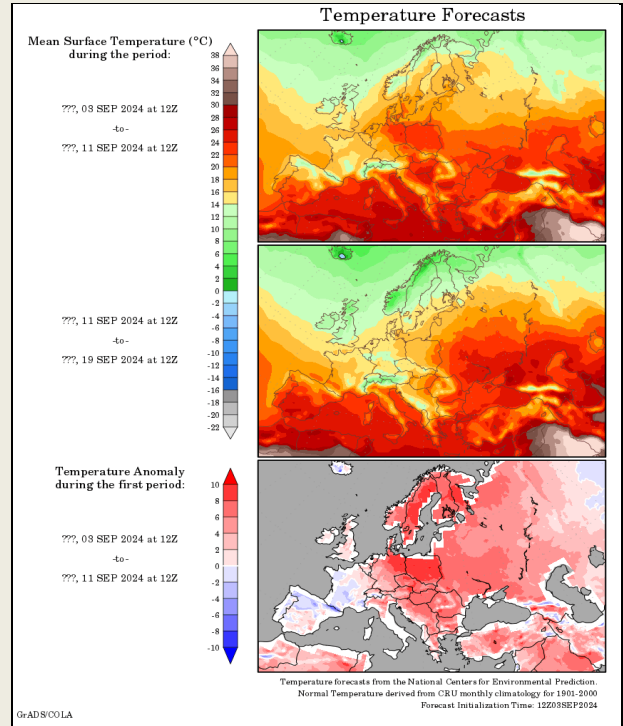 Temperature Forecasts
Mean Surface Temperature (°C)
during the period:
???, 03 SEP 2024 at 12Z
-to-
???, 11 SEP 2024 at 12Z
38
36
34
32
30
28
26
24
22
20
18
16
14
12
10
8
6
4
2
0
-2
-4
-6
-8
-10
-12
-14
-16
-18
-20
-22
???, 11 SEP 2024 at 12Z
-to-
???, 19 SEP 2024 at 12Z
Temperature Anomaly
during the first period:
???, 03 SEP 2024 at 12Z
-to-
???, 11 SEP 2024 at 12Z
10
8
6
4
2
0
-2
-4
-6
-8
-10
Temperature forecasts from the National Centers for Environmental Prediction.
Normal Temperature derived from CRU monthly climatology for 1901-2000
Forecast Initialization Time: 12Z03SEP2024
GrADS/COLA